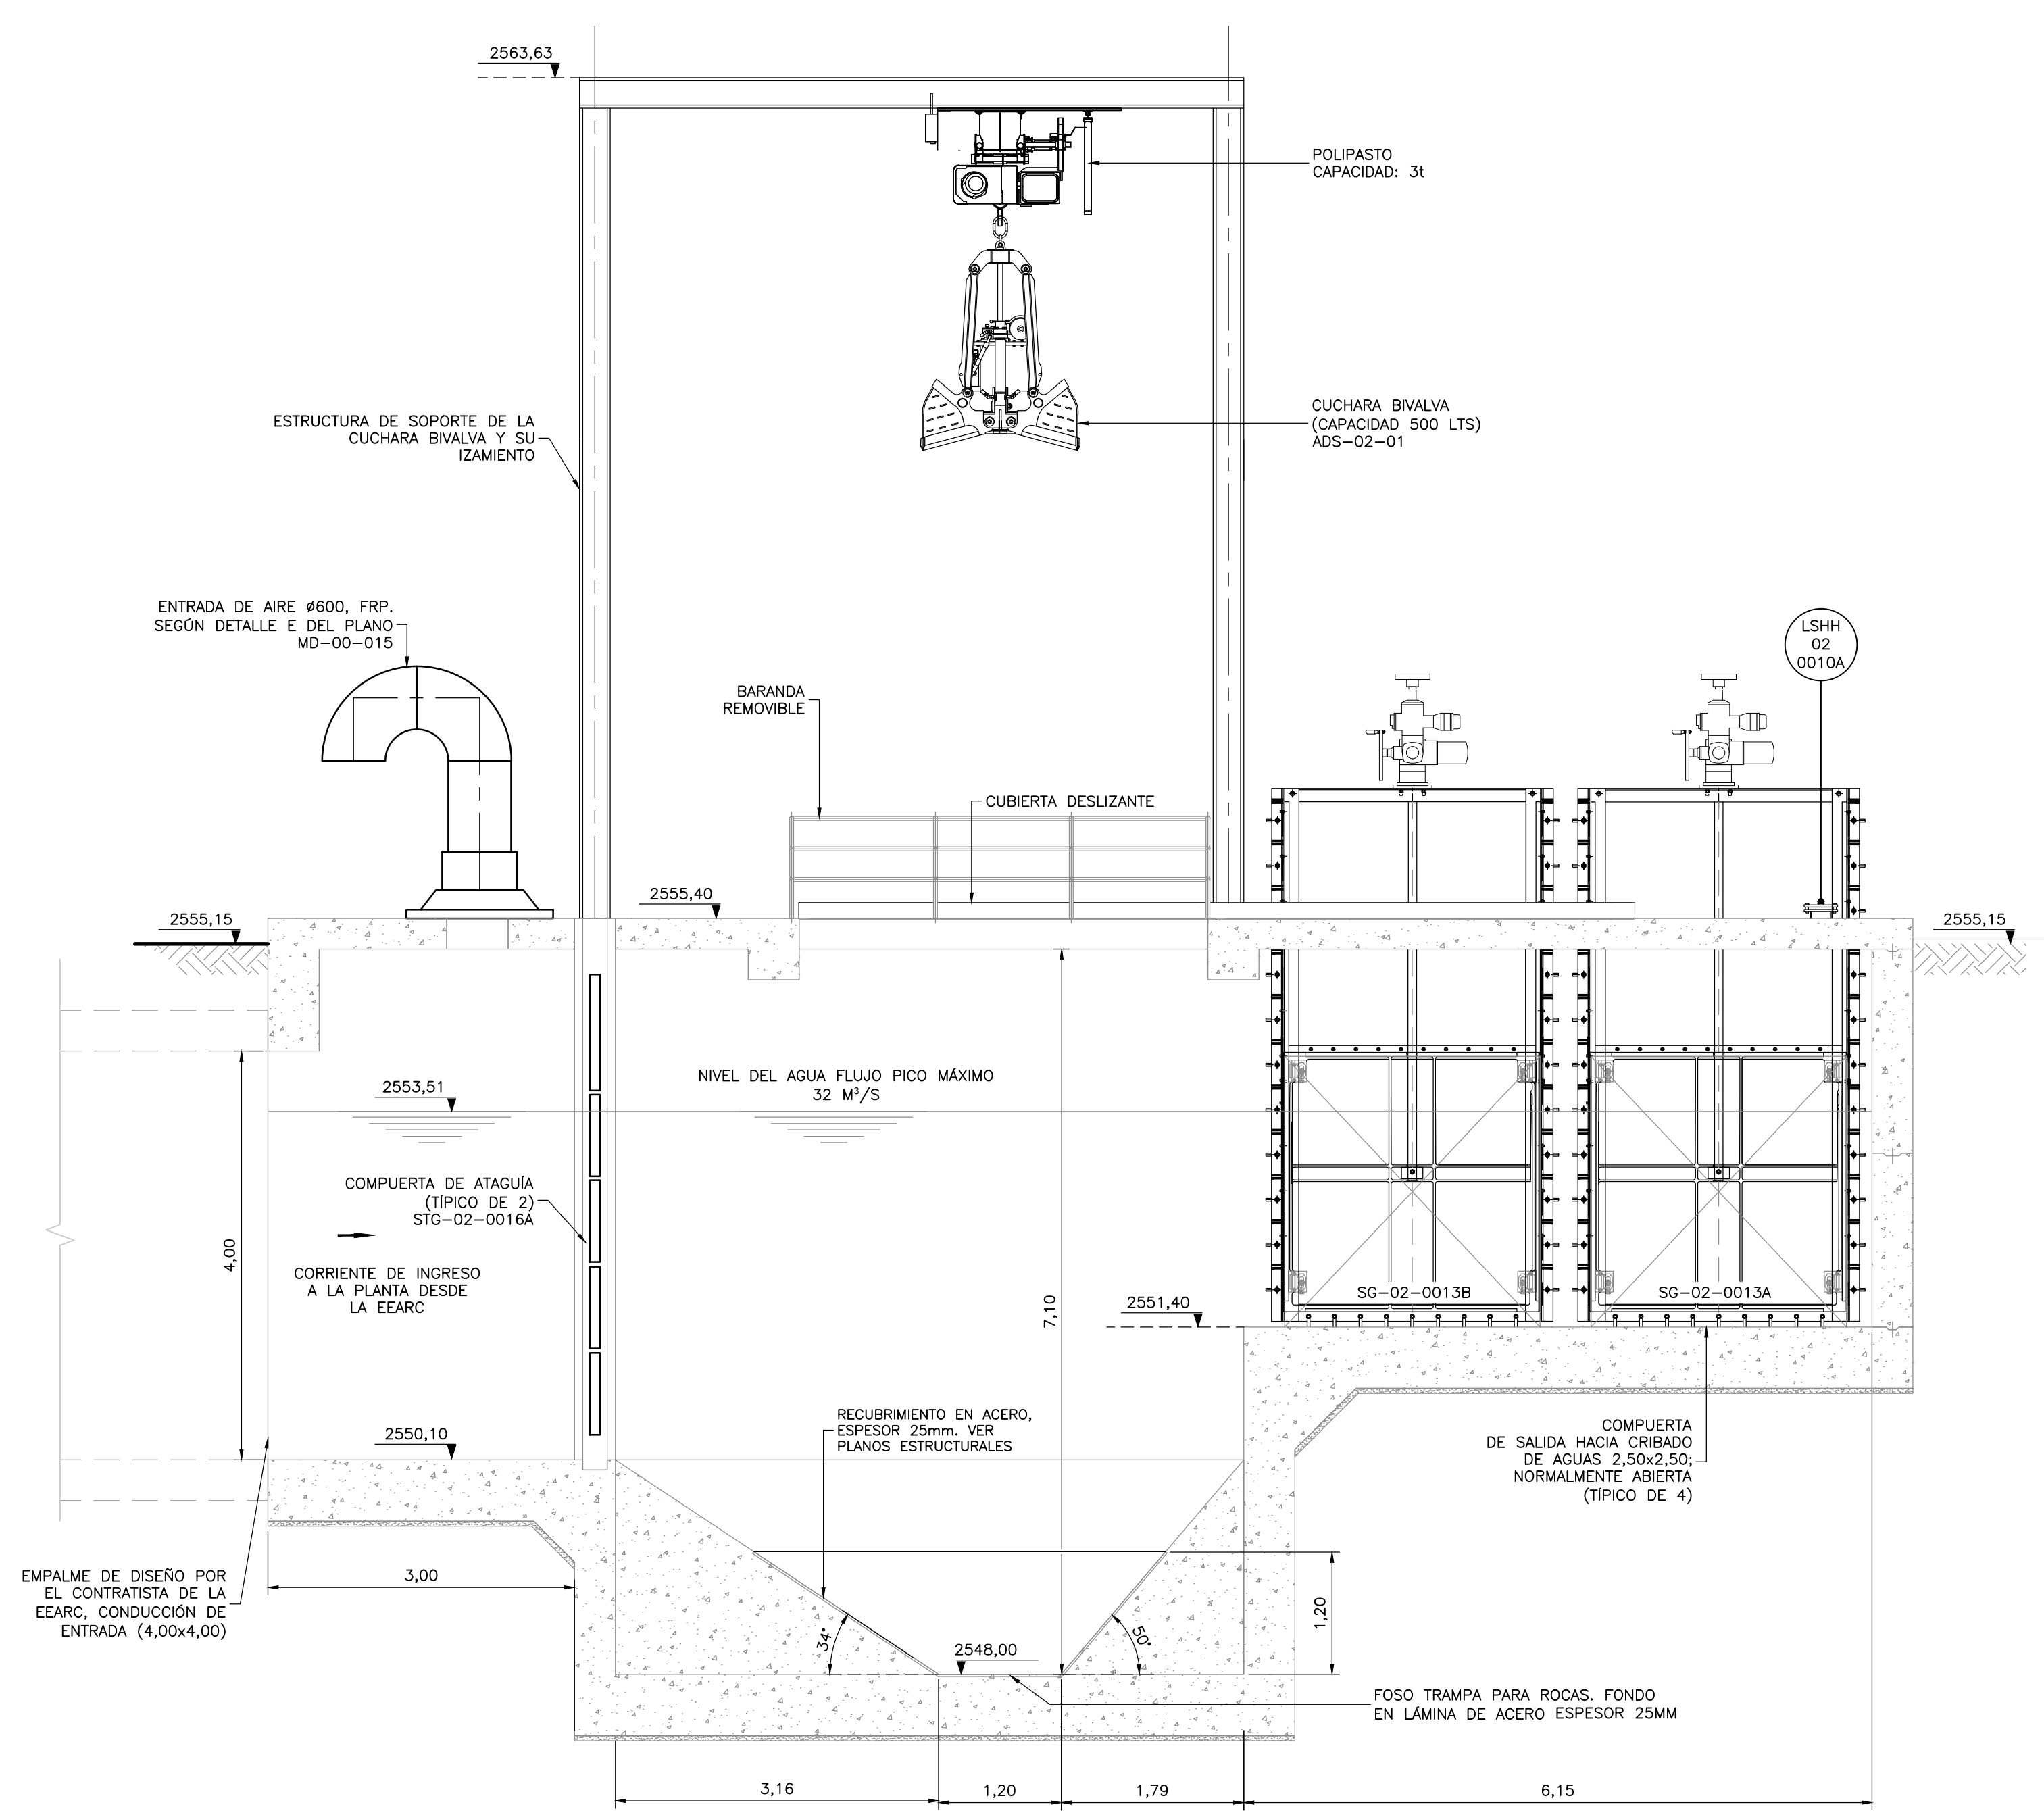 2563,63
POLIPASTO
CAPACIDAD: 3t
ESTRUCTURA DE SOPORTE DE LA
CUCHARA BIVALVA Y SU
IZAMIENTO
CUCHARA BIVALVA
(CAPACIDAD 500 LTS)
ADS-02-01
ENTRADA DE AIRE ø600, FRP.
SEGÚN DETALLE E DEL PLANO
MD-00-015
LSHH
02
0010A
BARANDA
REMOVIBLE
CUBIERTA DESLIZANTE
2555,40
2555,15
2555,15
NIVEL DEL AGUA FLUJO PICO MÁXIMO
32 M³/S
2553,51
COMPUERTA DE ATAGUÍA
(TÍPICO DE 2)
STG-02-0016A
4,00
CORRIENTE DE INGRESO
A LA PLANTA DESDE
LA EEARC
7,10
2551,40
SG-02-0013B
SG-02-0013A
RECUBRIMIENTO EN ACERO,
ESPESOR 25mm. VER
PLANOS ESTRUCTURALES
2550,10
COMPUERTA
DE SALIDA HACIA CRIBADO
DE AGUAS 2,50x2,50;
NORMALMENTE ABIERTA
(TÍPICO DE 4)
EMPALME DE DISEÑO POR
EL CONTRATISTA DE LA
EEARC, CONDUCCIÓN DE
ENTRADA (4,00x4,00)
3,00
34°
2548,00
50°
1,20
FOSO TRAMPA PARA ROCAS. FONDO
EN LÁMINA DE ACERO ESPESOR 25MM
3,16
1,20
1,79
6,15